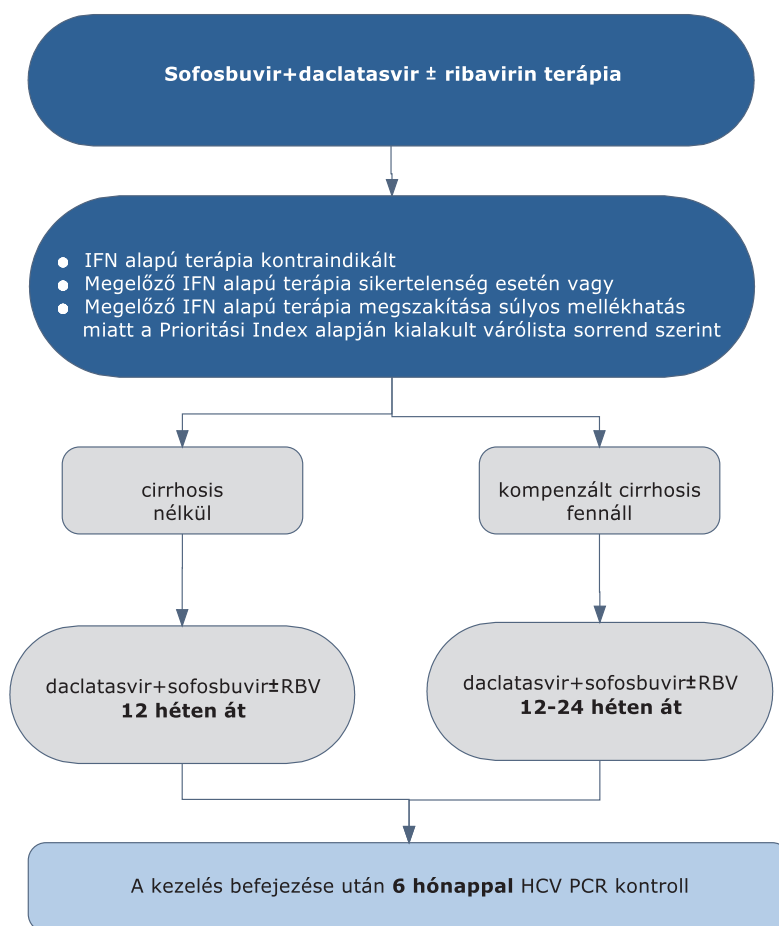 Sofosbuvir+daclatasvir ± ribavirin terápia
● IFN alapú terápia kontraindikált
● Megelőző IFN alapú terápia sikertelenség esetén vagy
● Megelőző IFN alapú terápia megszakítása súlyos mellékhatás
miatt a Prioritási Index alapján kialakult várólista sorrend szerint
cirrhosis
nélkül
kompenzált cirrhosis
fennáll
daclatasvir+sofosbuvir±RBV
12 héten át
daclatasvir+sofosbuvir±RBV
12-24 héten át
A kezelés befejezése után 6 hónappal HCV PCR kontroll